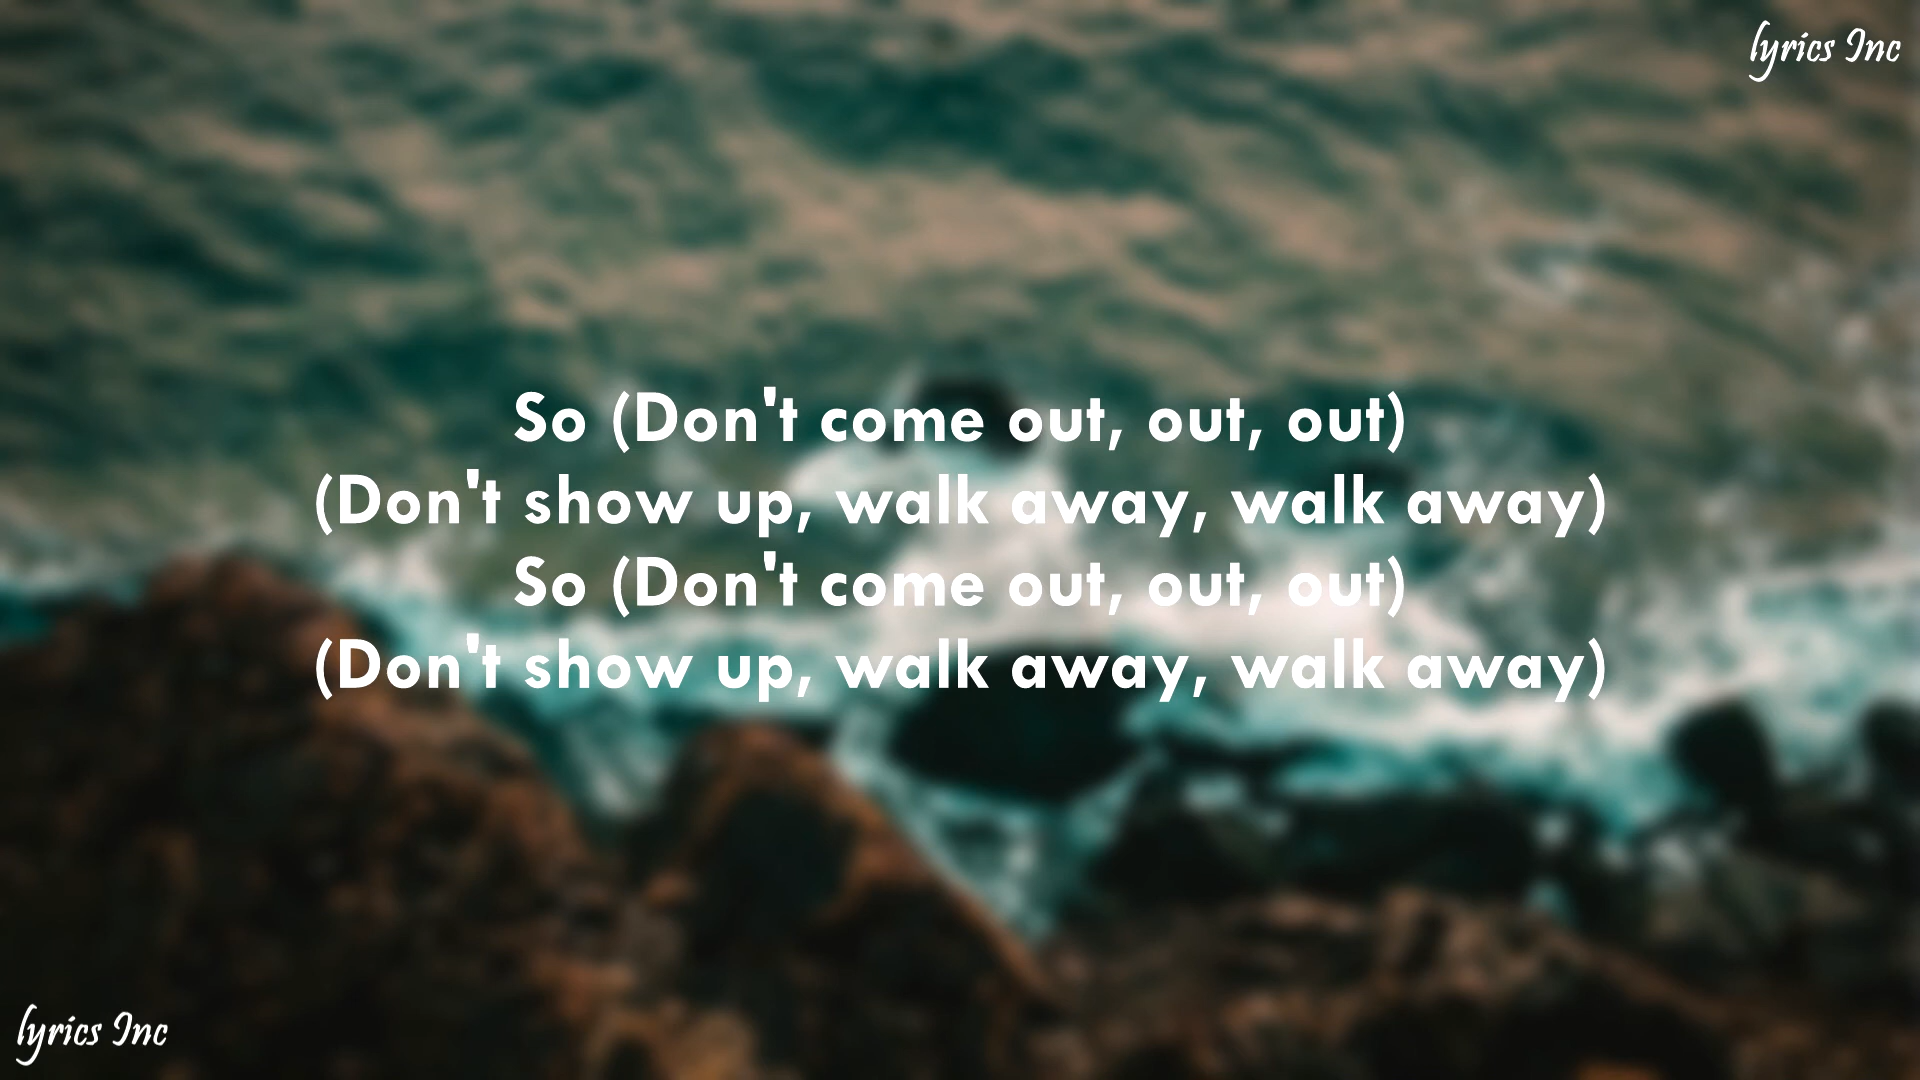 lyrics Inc
So (Don't come out, out, out)
(Don't show up, walk away, walk away)
So (Don't come out, out, out)
(Don't show up, walk away, walk away)
lyrics Inc